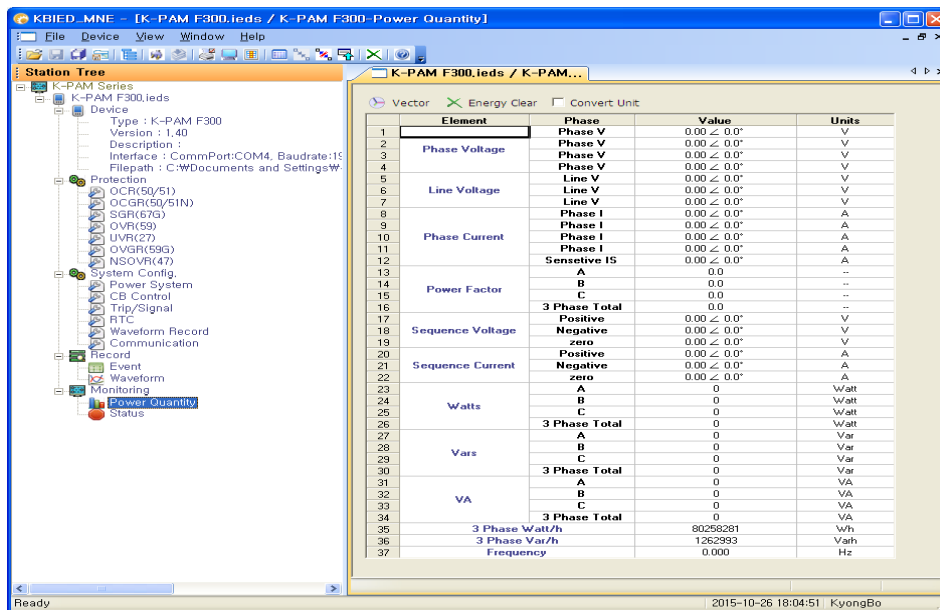 KBIED_MNE - [K-PAM F300.ieds / K-PAM F300-Power Quantity]
File Device View Window Help
Station Tree
K-PAM Series
K-PAM F300.ieds
Device
Type : K-PAM F300
Version : 1.40
Description :
Interface : CommPort:COM4, Baudrate:19
Filepath : C:₩Documents and Settings₩
Protection
OCR(50/51)
OCGR(50/51N)
SGR(67G)
OVR(59)
UVR(27)
OVGR(59G)
NSOVR(47)
System Config.
Power System
CB Control
Trip/Signal
RTC
Waveform Record
Communication
Record
Event
Waveform
Monitoring
Power Quantity
Status
K-PAM F300.ieds / K-PAM...
Vector Energy Clear Convert Unit
Element Phase Value Units
1 Phase V 0.00 ∠ 0.0° V
2 Phase Voltage Phase V 0.00 ∠ 0.0° V
3 Phase V 0.00 ∠ 0.0° V
4 Phase V 0.00 ∠ 0.0° V
5 Line V 0.00 ∠ 0.0° V
6 Line Voltage Line V 0.00 ∠ 0.0° V
7 Line V 0.00 ∠ 0.0° V
8 Phase I 0.00 ∠ 0.0° A
9 Phase I 0.00 ∠ 0.0° A
10 Phase Current Phase I 0.00 ∠ 0.0° A
11 Phase I 0.00 ∠ 0.0° A
12 Sensetive IS 0.00 ∠ 0.0° A
13 A 0.0 --
14 Power Factor B 0.0 --
15 C 0.0 --
16 3 Phase Total 0.0 --
17 Positive 0.00 ∠ 0.0° V
18 Sequence Voltage Negative 0.00 ∠ 0.0° V
19 zero 0.00 ∠ 0.0° V
20 Positive 0.00 ∠ 0.0° A
21 Sequence Current Negative 0.00 ∠ 0.0° A
22 zero 0.00 ∠ 0.0° A
23 A 0 Watt
24 Watts B 0 Watt
25 C 0 Watt
26 3 Phase Total 0 Watt
27 A 0 Var
28 Vars B 0 Var
29 C 0 Var
30 3 Phase Total 0 Var
31 A 0 VA
32 VA B 0 VA
33 C 0 VA
34 3 Phase Total 0 VA
35 3 Phase Watt/h 80258281 Wh
36 3 Phase Var/h 1262993 Varh
37 Frequency 0.000 Hz
Ready 2015-10-26 18:04:51 KyongBo